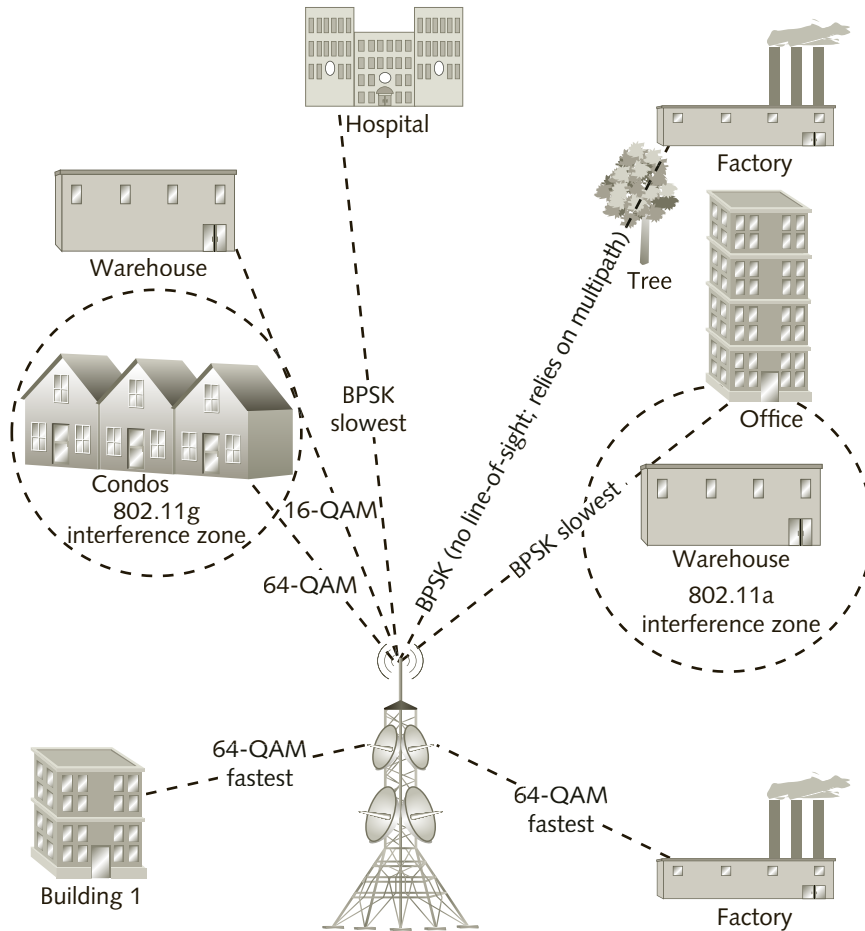 Hospital
Factory
Warehouse
Tree
BPSK (no line-of-sight; relies on multipath)
BPSK
slowest
Office
Condos
802.11g
interference zone
16-QAM
64-QAM
BPSK slowest
Warehouse
802.11a
interference zone
64-QAM
fastest
64-QAM
fastest
Building 1
Factory